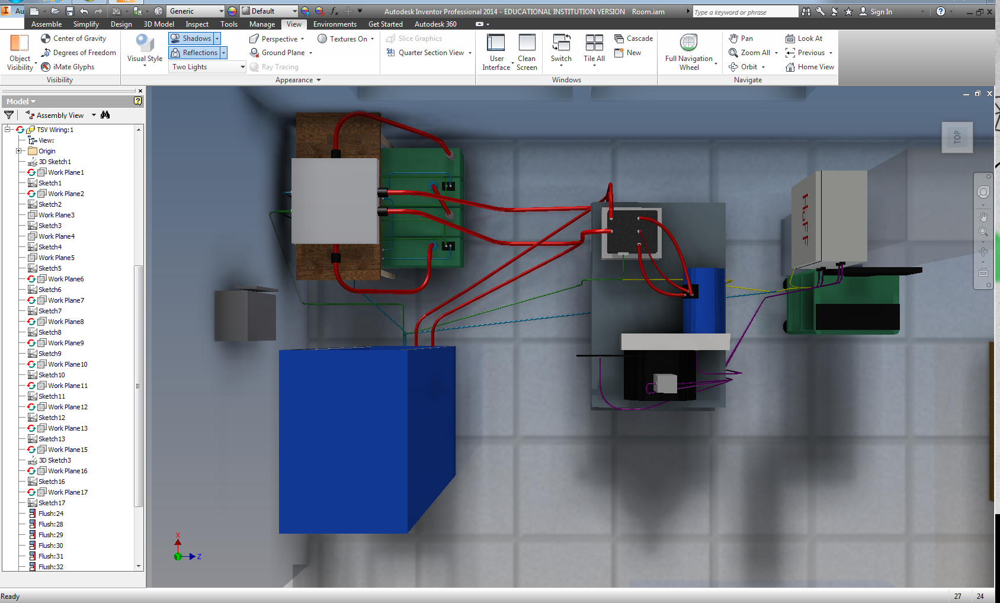 Generic
Default
Autodesk Inventor Professional 2014 - EDUCATIONAL INSTITUTION VERSION Room.iam
Type a keyword or phrase
Sign In
Assemble Simplify Design 3D Model Inspect Tools Manage View Environments Get Started Autodesk 360
Object Visibility
Center of Gravity
Degrees of Freedom
iMate Glyphs
Visibility
Visual Style
Shadows
Reflections
Two Lights
Perspective
Ground Plane
Ray Tracing
Textures On
Appearance
Slice Graphics
Quarter Section View
User Interface
Clean Screen
Switch
Tile All
Cascade
New
Windows
Full Navigation Wheel
Pan
Zoom All
Orbit
Look At
Previous
Home View
Navigate
Model
Assembly View
TSV Wiring:1
View:
Origin
3D Sketch1
Work Plane1
Sketch1
Work Plane2
Sketch2
Work Plane3
Sketch3
Work Plane4
Sketch4
Work Plane5
Sketch5
Work Plane6
Sketch6
Work Plane7
Sketch7
Work Plane8
Sketch8
Work Plane9
Sketch9
Work Plane10
Sketch10
Work Plane11
Sketch11
Work Plane12
Sketch12
Work Plane13
Sketch13
Work Plane15
3D Sketch3
Work Plane16
Sketch16
Work Plane17
Sketch17
Flush:24
Flush:28
Flush:29
Flush:30
Flush:31
Flush:32
TOP
HuFF
X
Y
Z
Ready
27 24